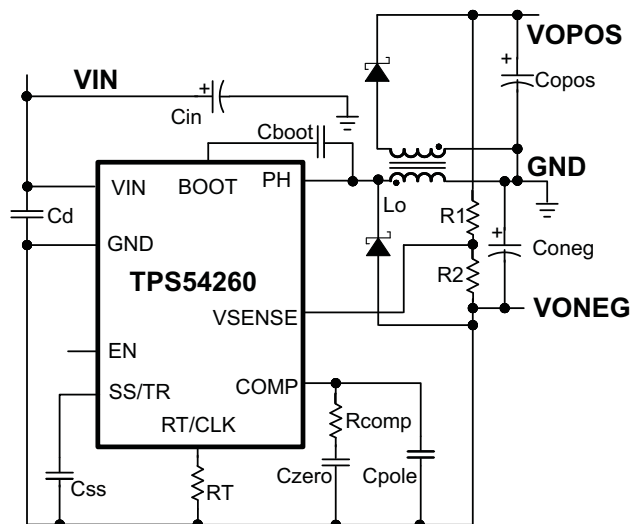 VOPOS
VIN
Copos
Cin
Cboot
GND
VIN
BOOT
PH
Lo
Cd
R1
GND
Coneg
TPS54260
R2
VSENSE
VONEG
EN
COMP
SS/TR
Rcomp
RT/CLK
Css
RT
Czero
Cpole
+
+
+